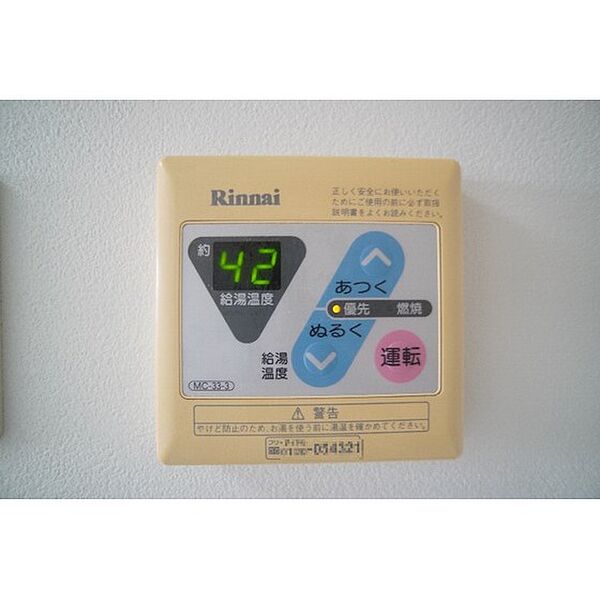 Rinnai
正しく安全にお使いいただく
ためにご使用の前に必ず取扱
説明書をよくお読みください。
約
42
給湯温度
あつく
優先 燃焼
ぬるく
給湯
温度
運転
MC-33-3
⚠ 警告
やけど防止のため、お湯を使う前に湯温を確かめてください。